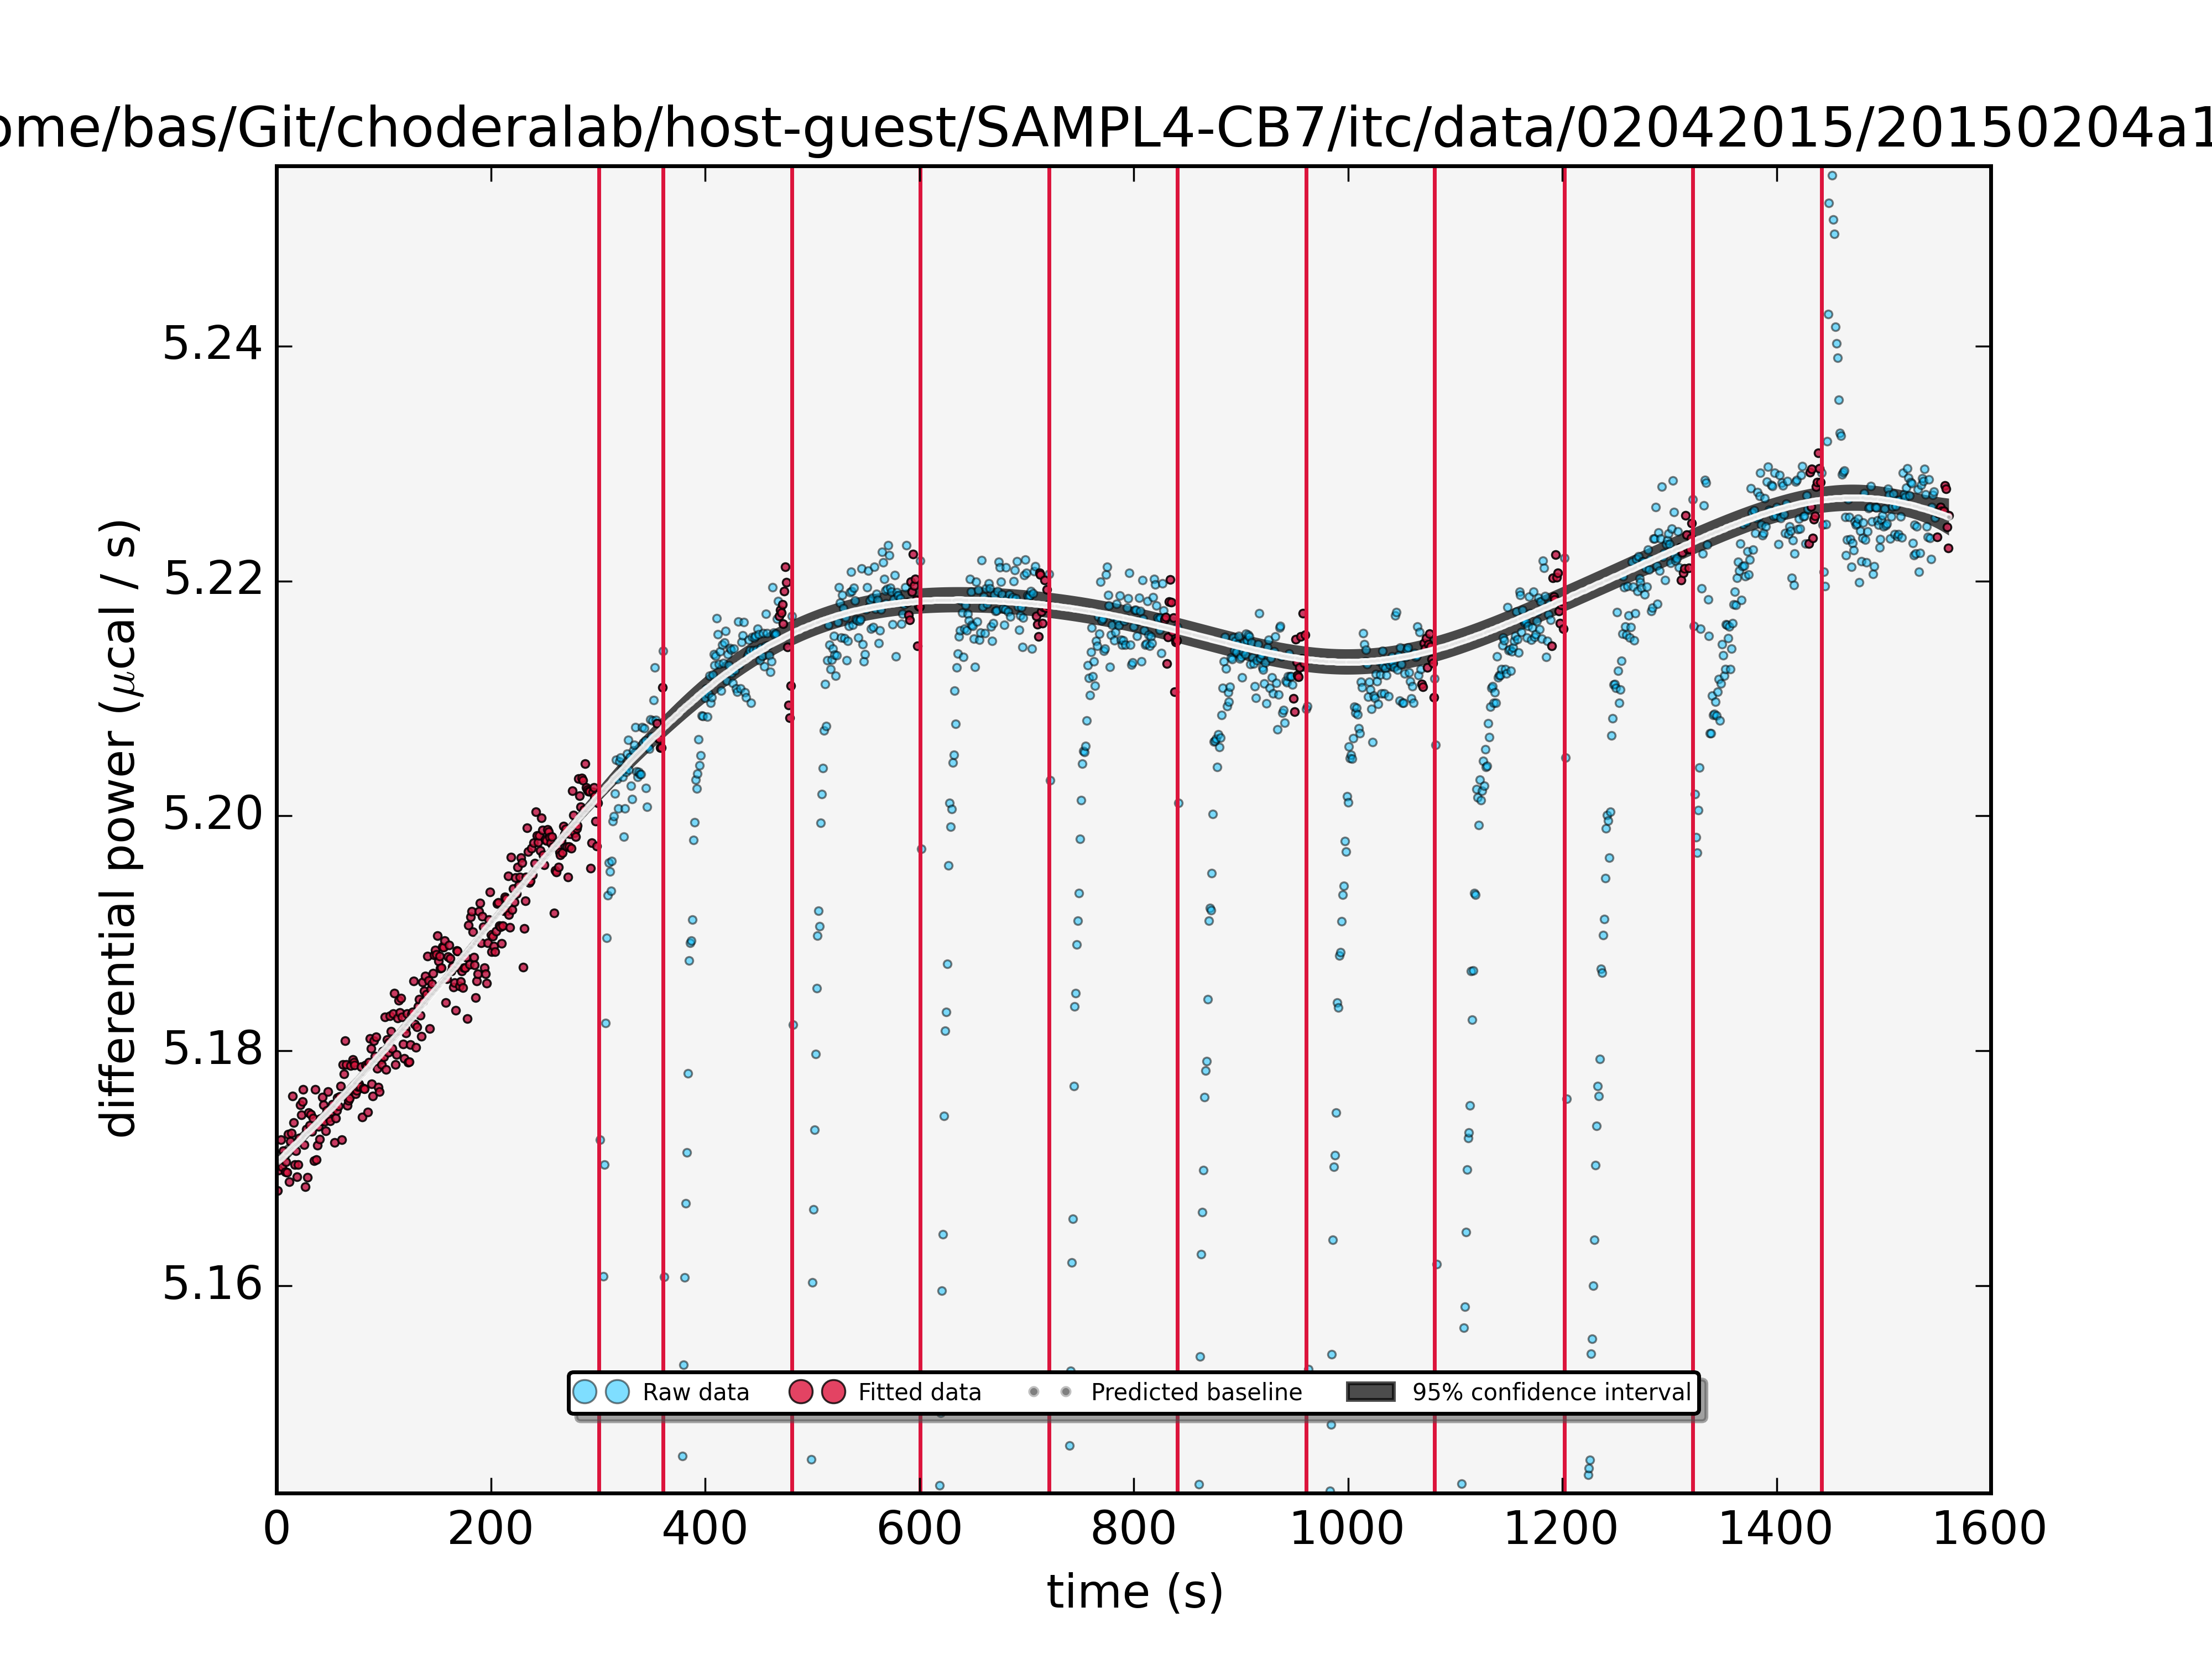 ome/bas/Git/choderalab/host-guest/SAMPL4-CB7/itc/data/02042015/20150204a1
differential power (μcal / s)
5.24
5.22
5.20
5.18
5.16
Raw data Fitted data Predicted baseline 95% confidence interval
0 200 400 600 800 1000 1200 1400 1600
time (s)